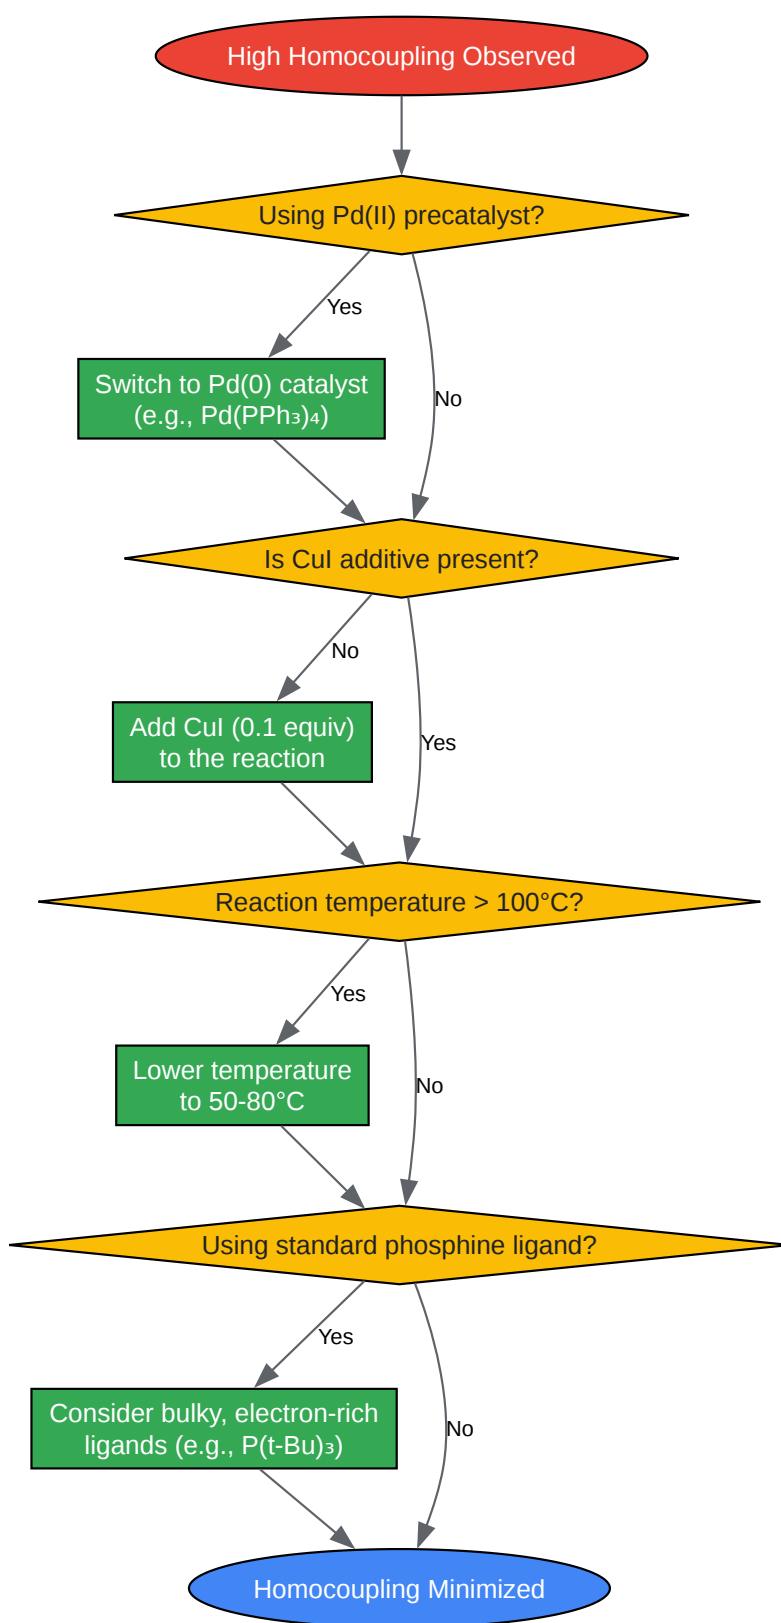 High Homocoupling Observed
Using Pd(II) precatalyst?
Yes
Switch to Pd(0) catalyst
(e.g., Pd(PPh₃)₄)
No
Is CuI additive present?
No
Add CuI (0.1 equiv)
to the reaction
Yes
Reaction temperature > 100°C?
Yes
Lower temperature
to 50-80°C
No
Using standard phosphine ligand?
Yes
Consider bulky, electron-rich
ligands (e.g., P(t-Bu)₃)
No
Homocoupling Minimized